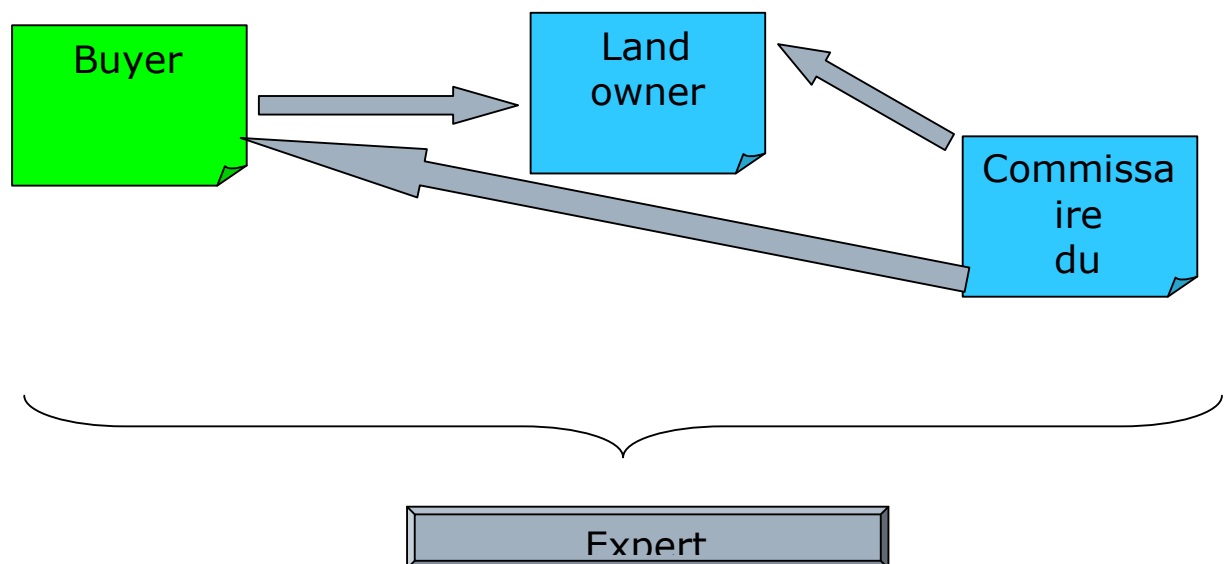 Buyer
Land
owner
Commissa
ire
du
Expert